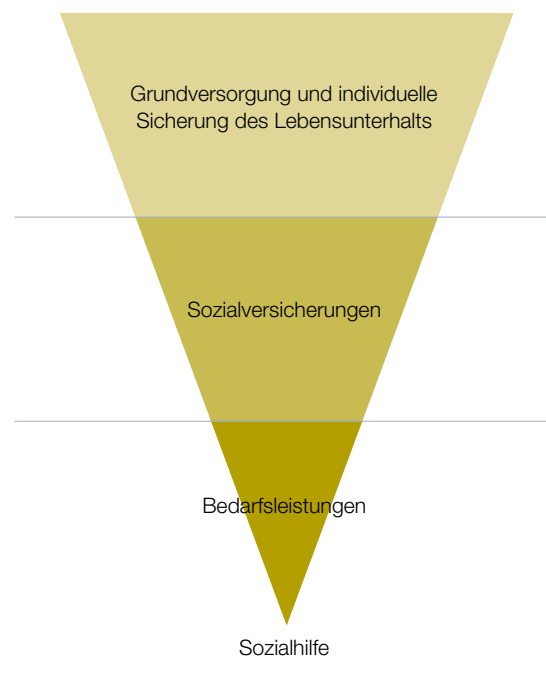 Grundversorgung und individuelle
Sicherung des Lebensunterhalts
Sozialversicherungen
Bedarfsleistungen
Sozialhilfe